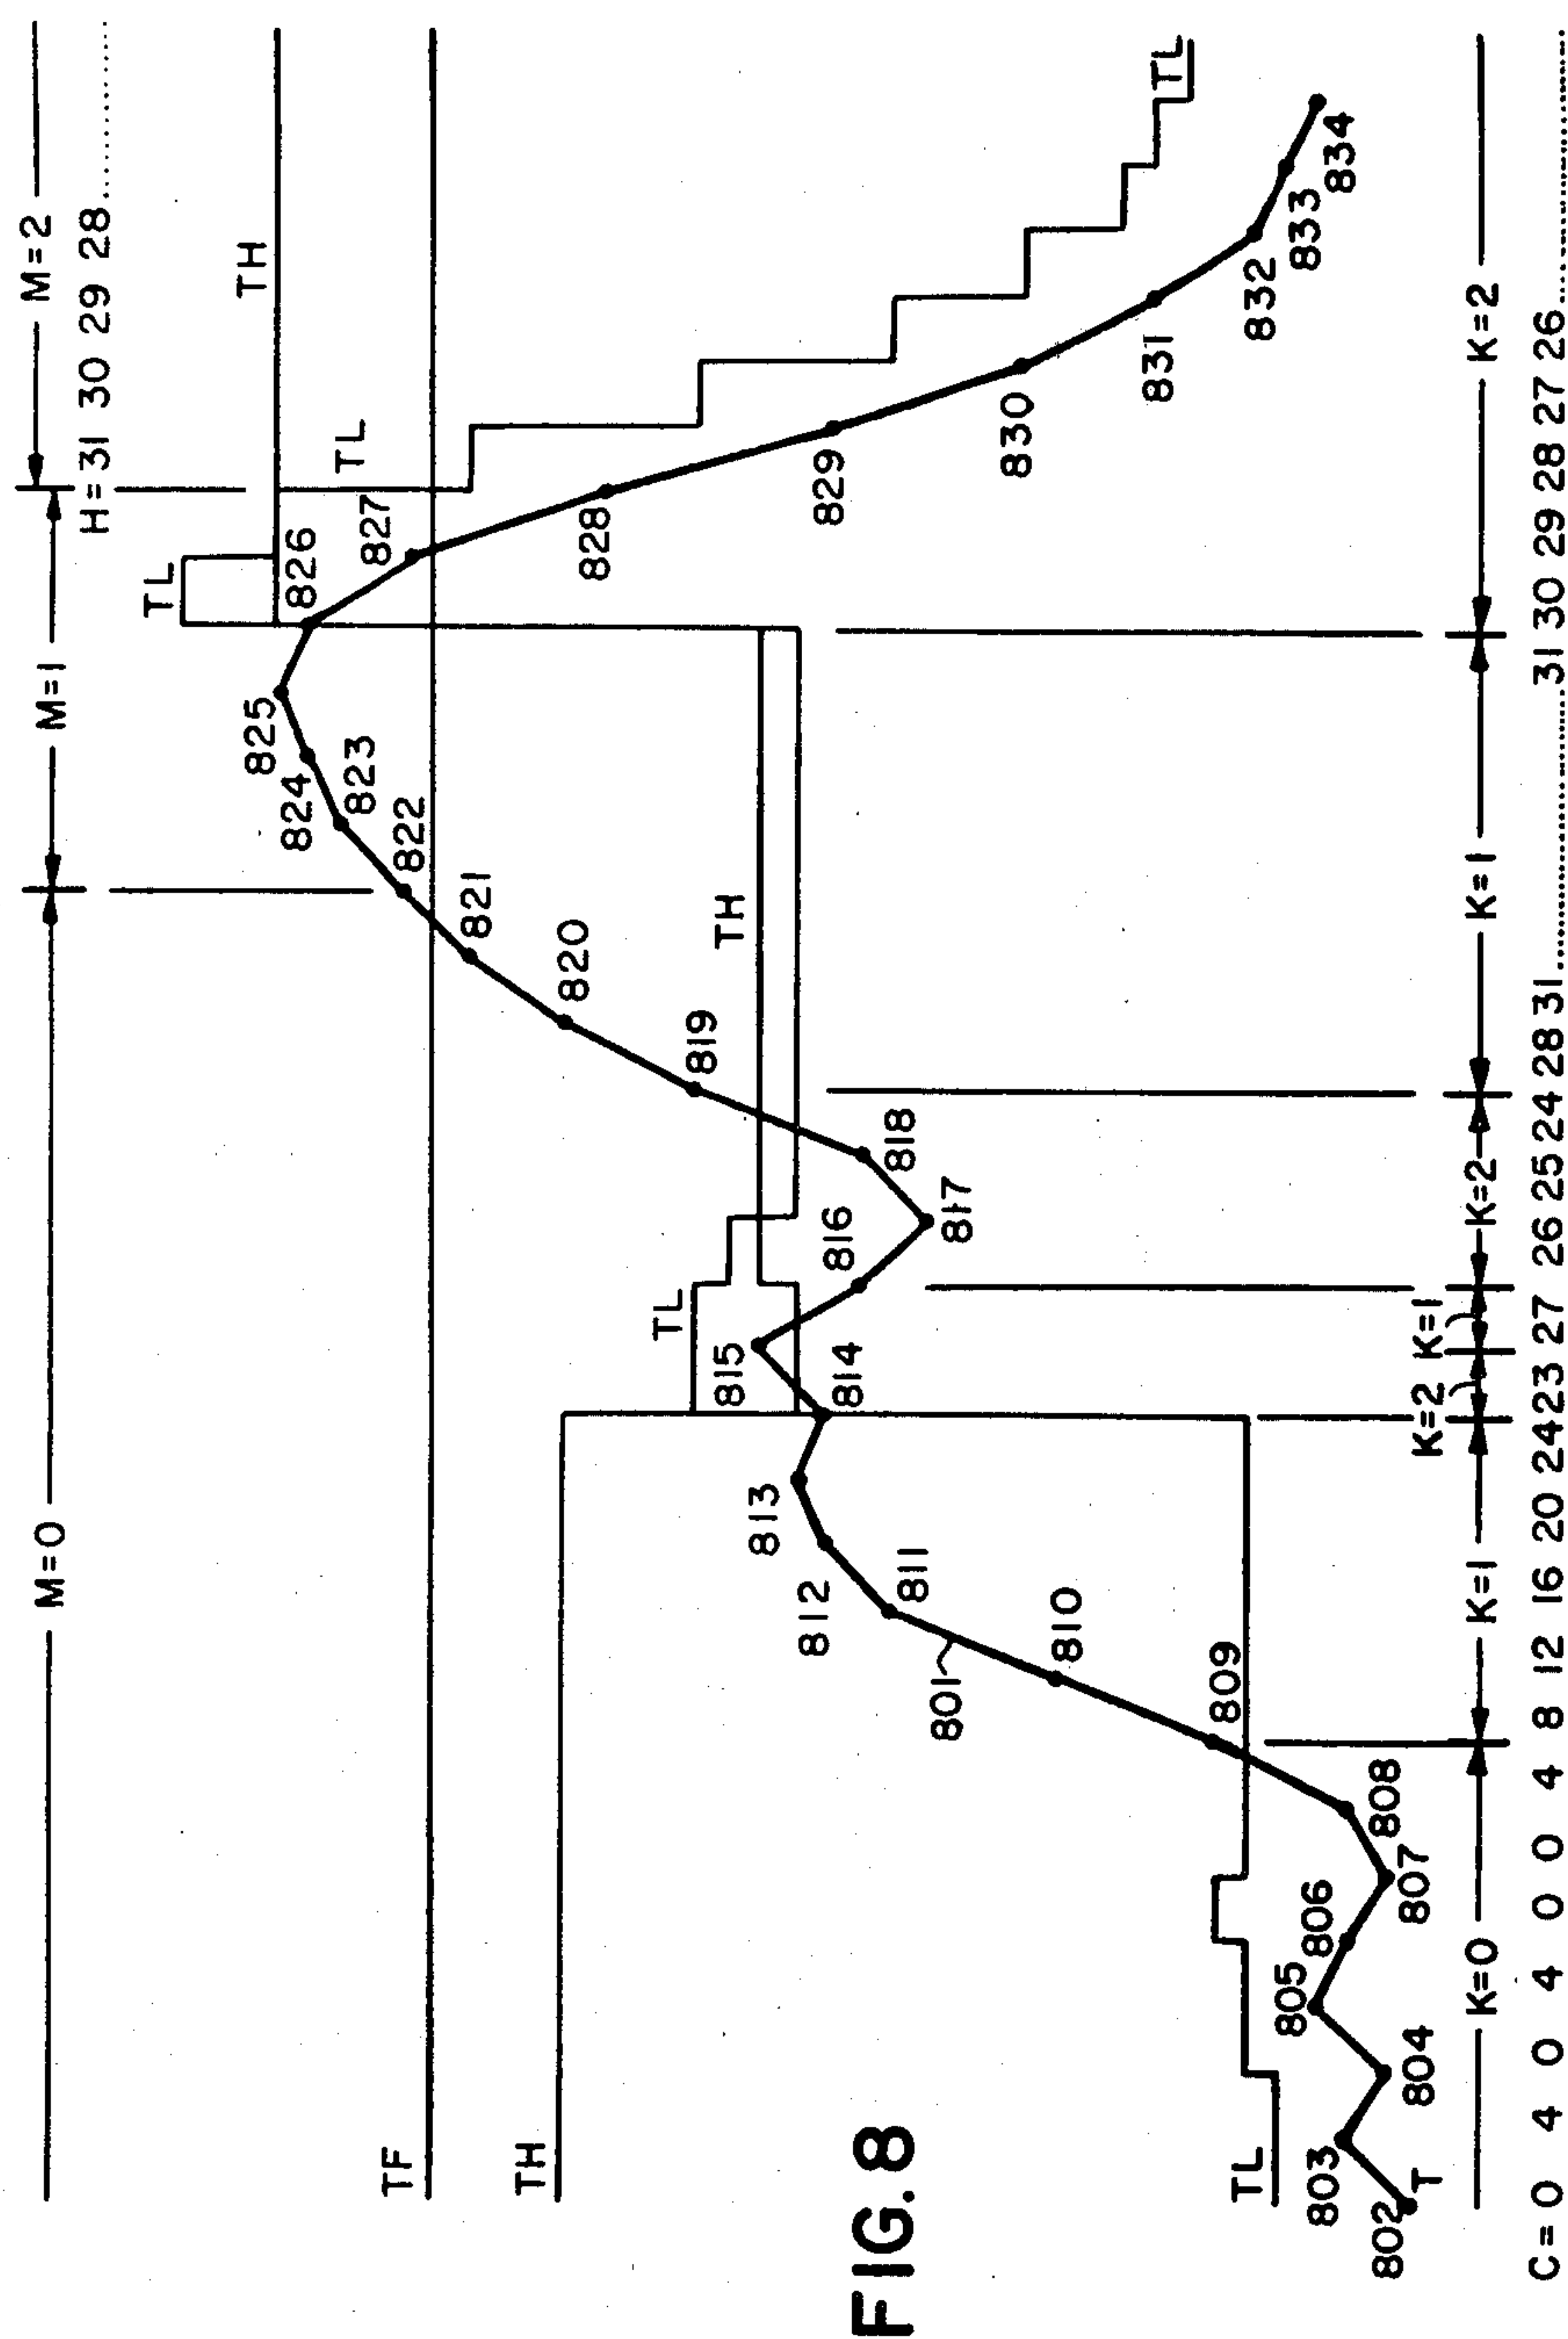 M=0 M=1 M=2
H=31 30 29 28........
TL
TH
826
825
824
823
TL
827
822
TF
821
TH
820
828
TL
819
815
TH
813
816
829
812
814
818
FIG. 8
811
801
817
830
810
831
TL
809
TL
832
805
833
806
803
834
808
802
T
804
807
K=2 K=1
K=0 K=1 K=2 K=1 K=2
C= 0 4 0 4 0 0 4 8 12 16 20 24 23 27 26 25 24 28 31........31 30 29 28 27 26........